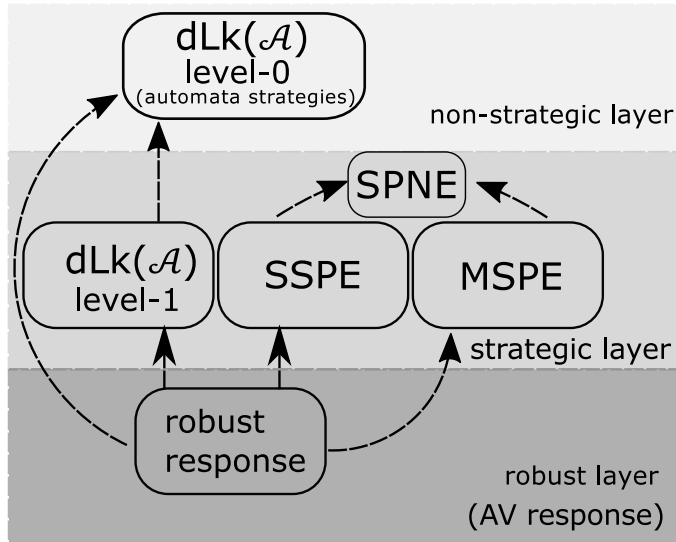 dLk(𝒜)
level-0
(automata strategies)
non-strategic layer
SPNE
dLk(𝒜)
level-1
SSPE
MSPE
strategic layer
robust
response
robust layer
(AV response)